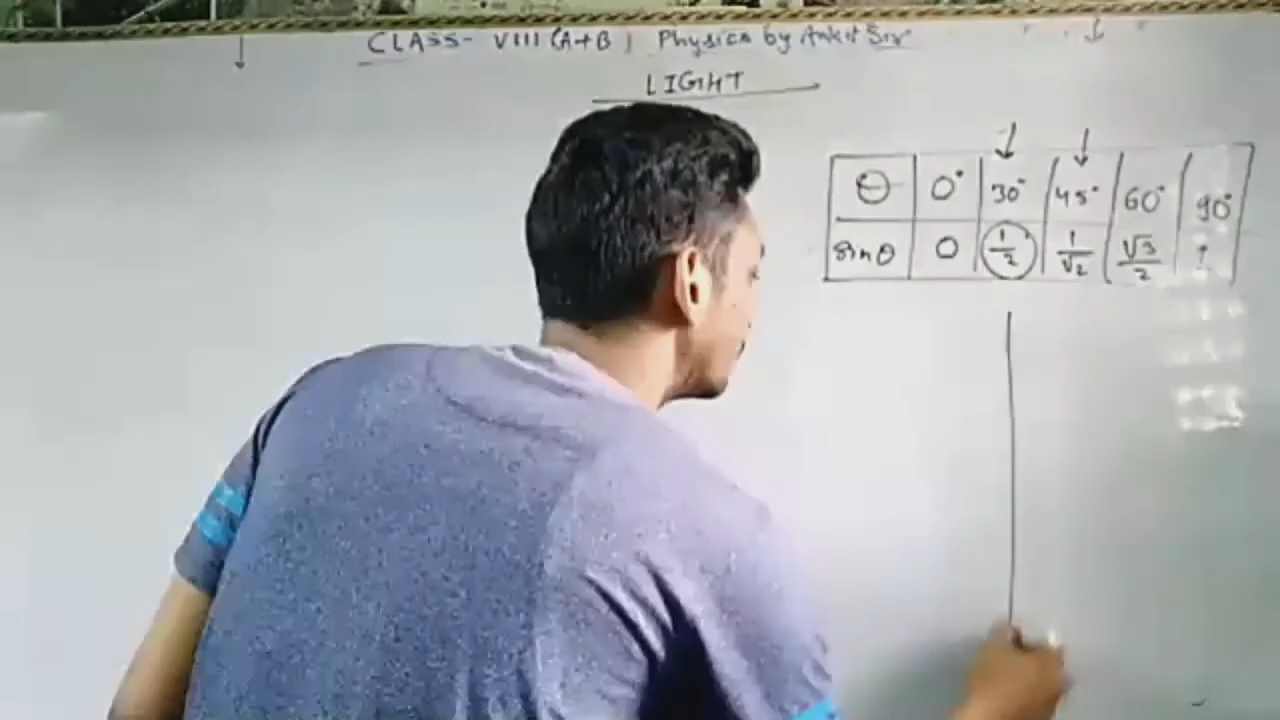 CLASS- VIII (A+B) Physics by Ankit Sir
LIGHT
θ 0° 30° 45° 60° 90°
sinθ 0 1/2 1/√2 √3/2 1